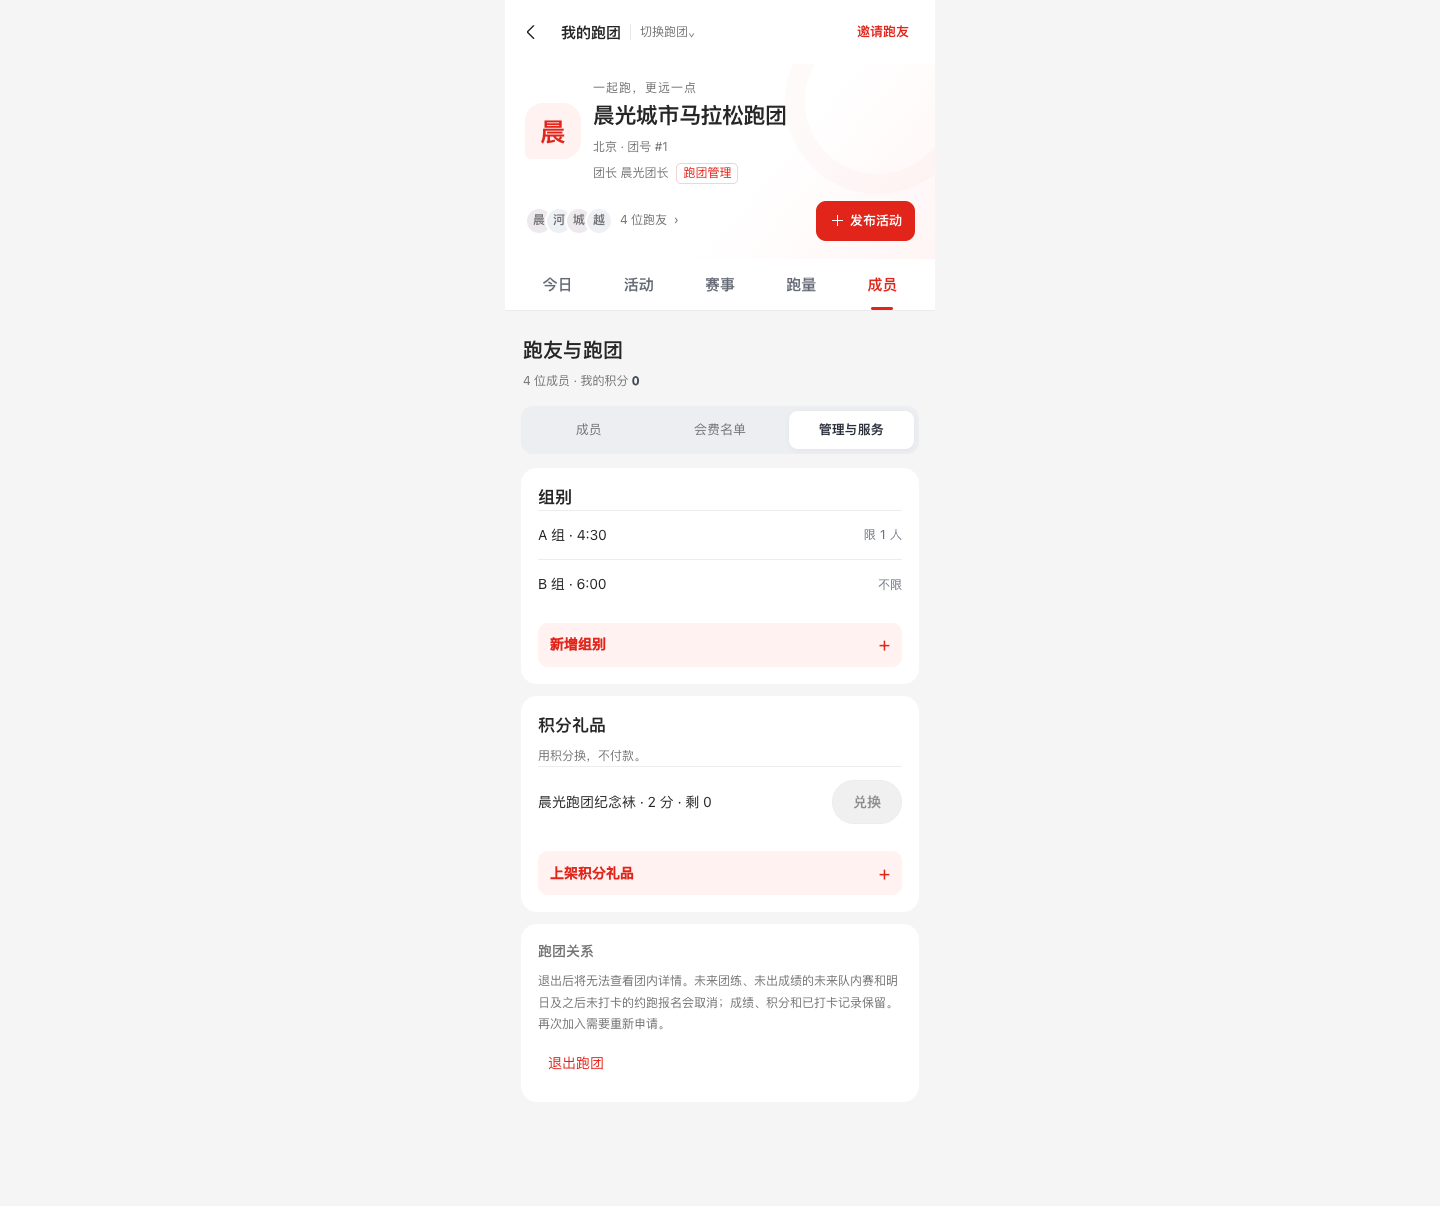 我的跑团 切换跑团 邀请跑友
一起跑，更远一点
晨
晨光城市马拉松跑团
北京 · 团号 #1
团长 晨光团长 跑团管理
晨 河 城 越 4 位跑友 › + 发布活动
今日 活动 赛事 跑量 成员
跑友与跑团
4 位成员 · 我的积分 0
成员 会费名单 管理与服务
组别
A 组 · 4:30 限 1 人
B 组 · 6:00 不限
新增组别 +
积分礼品
用积分换，不付款。
晨光跑团纪念袜 · 2 分 · 剩 0 兑换
上架积分礼品 +
跑团关系
退出后将无法查看团内详情。未来团练、未出成绩的未来队内赛和明
日及之后未打卡的约跑报名会取消；成绩、积分和已打卡记录保留。
再次加入需要重新申请。
退出跑团